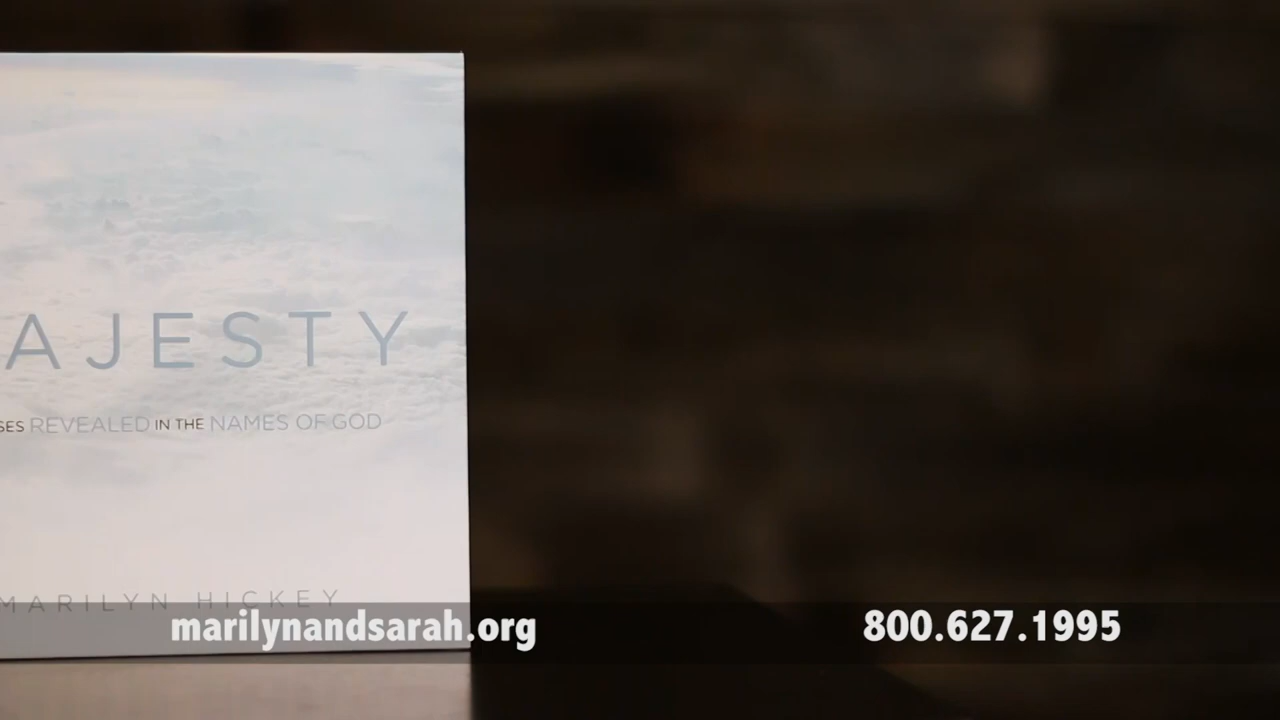 AJESTY
SES REVEALED IN THE NAMES OF GOD
MARILYN HICKEY
marilynandsarah.org
800.627.1995